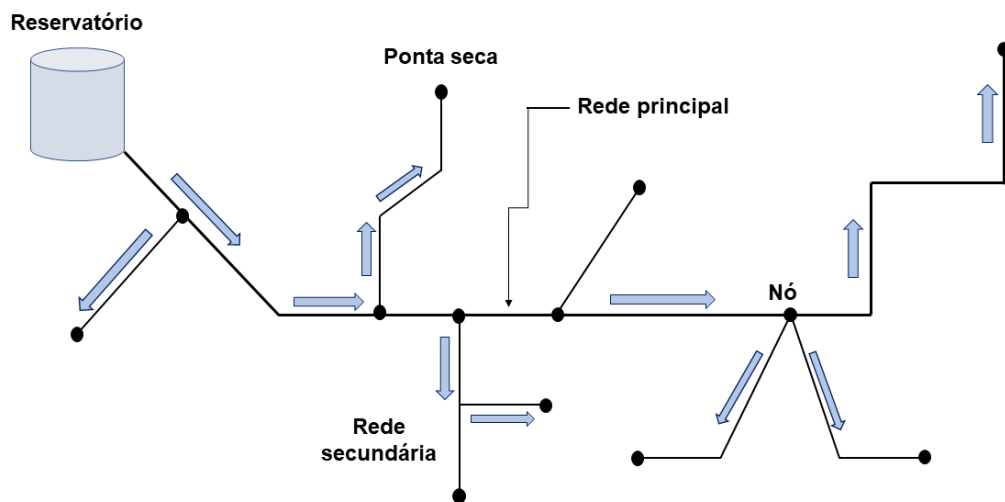 Reservatório
Ponta seca
Rede principal
Nó
Rede
secundária